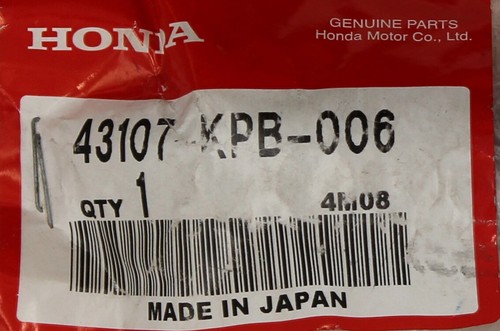 HONDA
GENUINE PARTS
Honda Motor Co., Ltd.
43107-KPB-006
QTY 1 4M08
MADE IN JAPAN